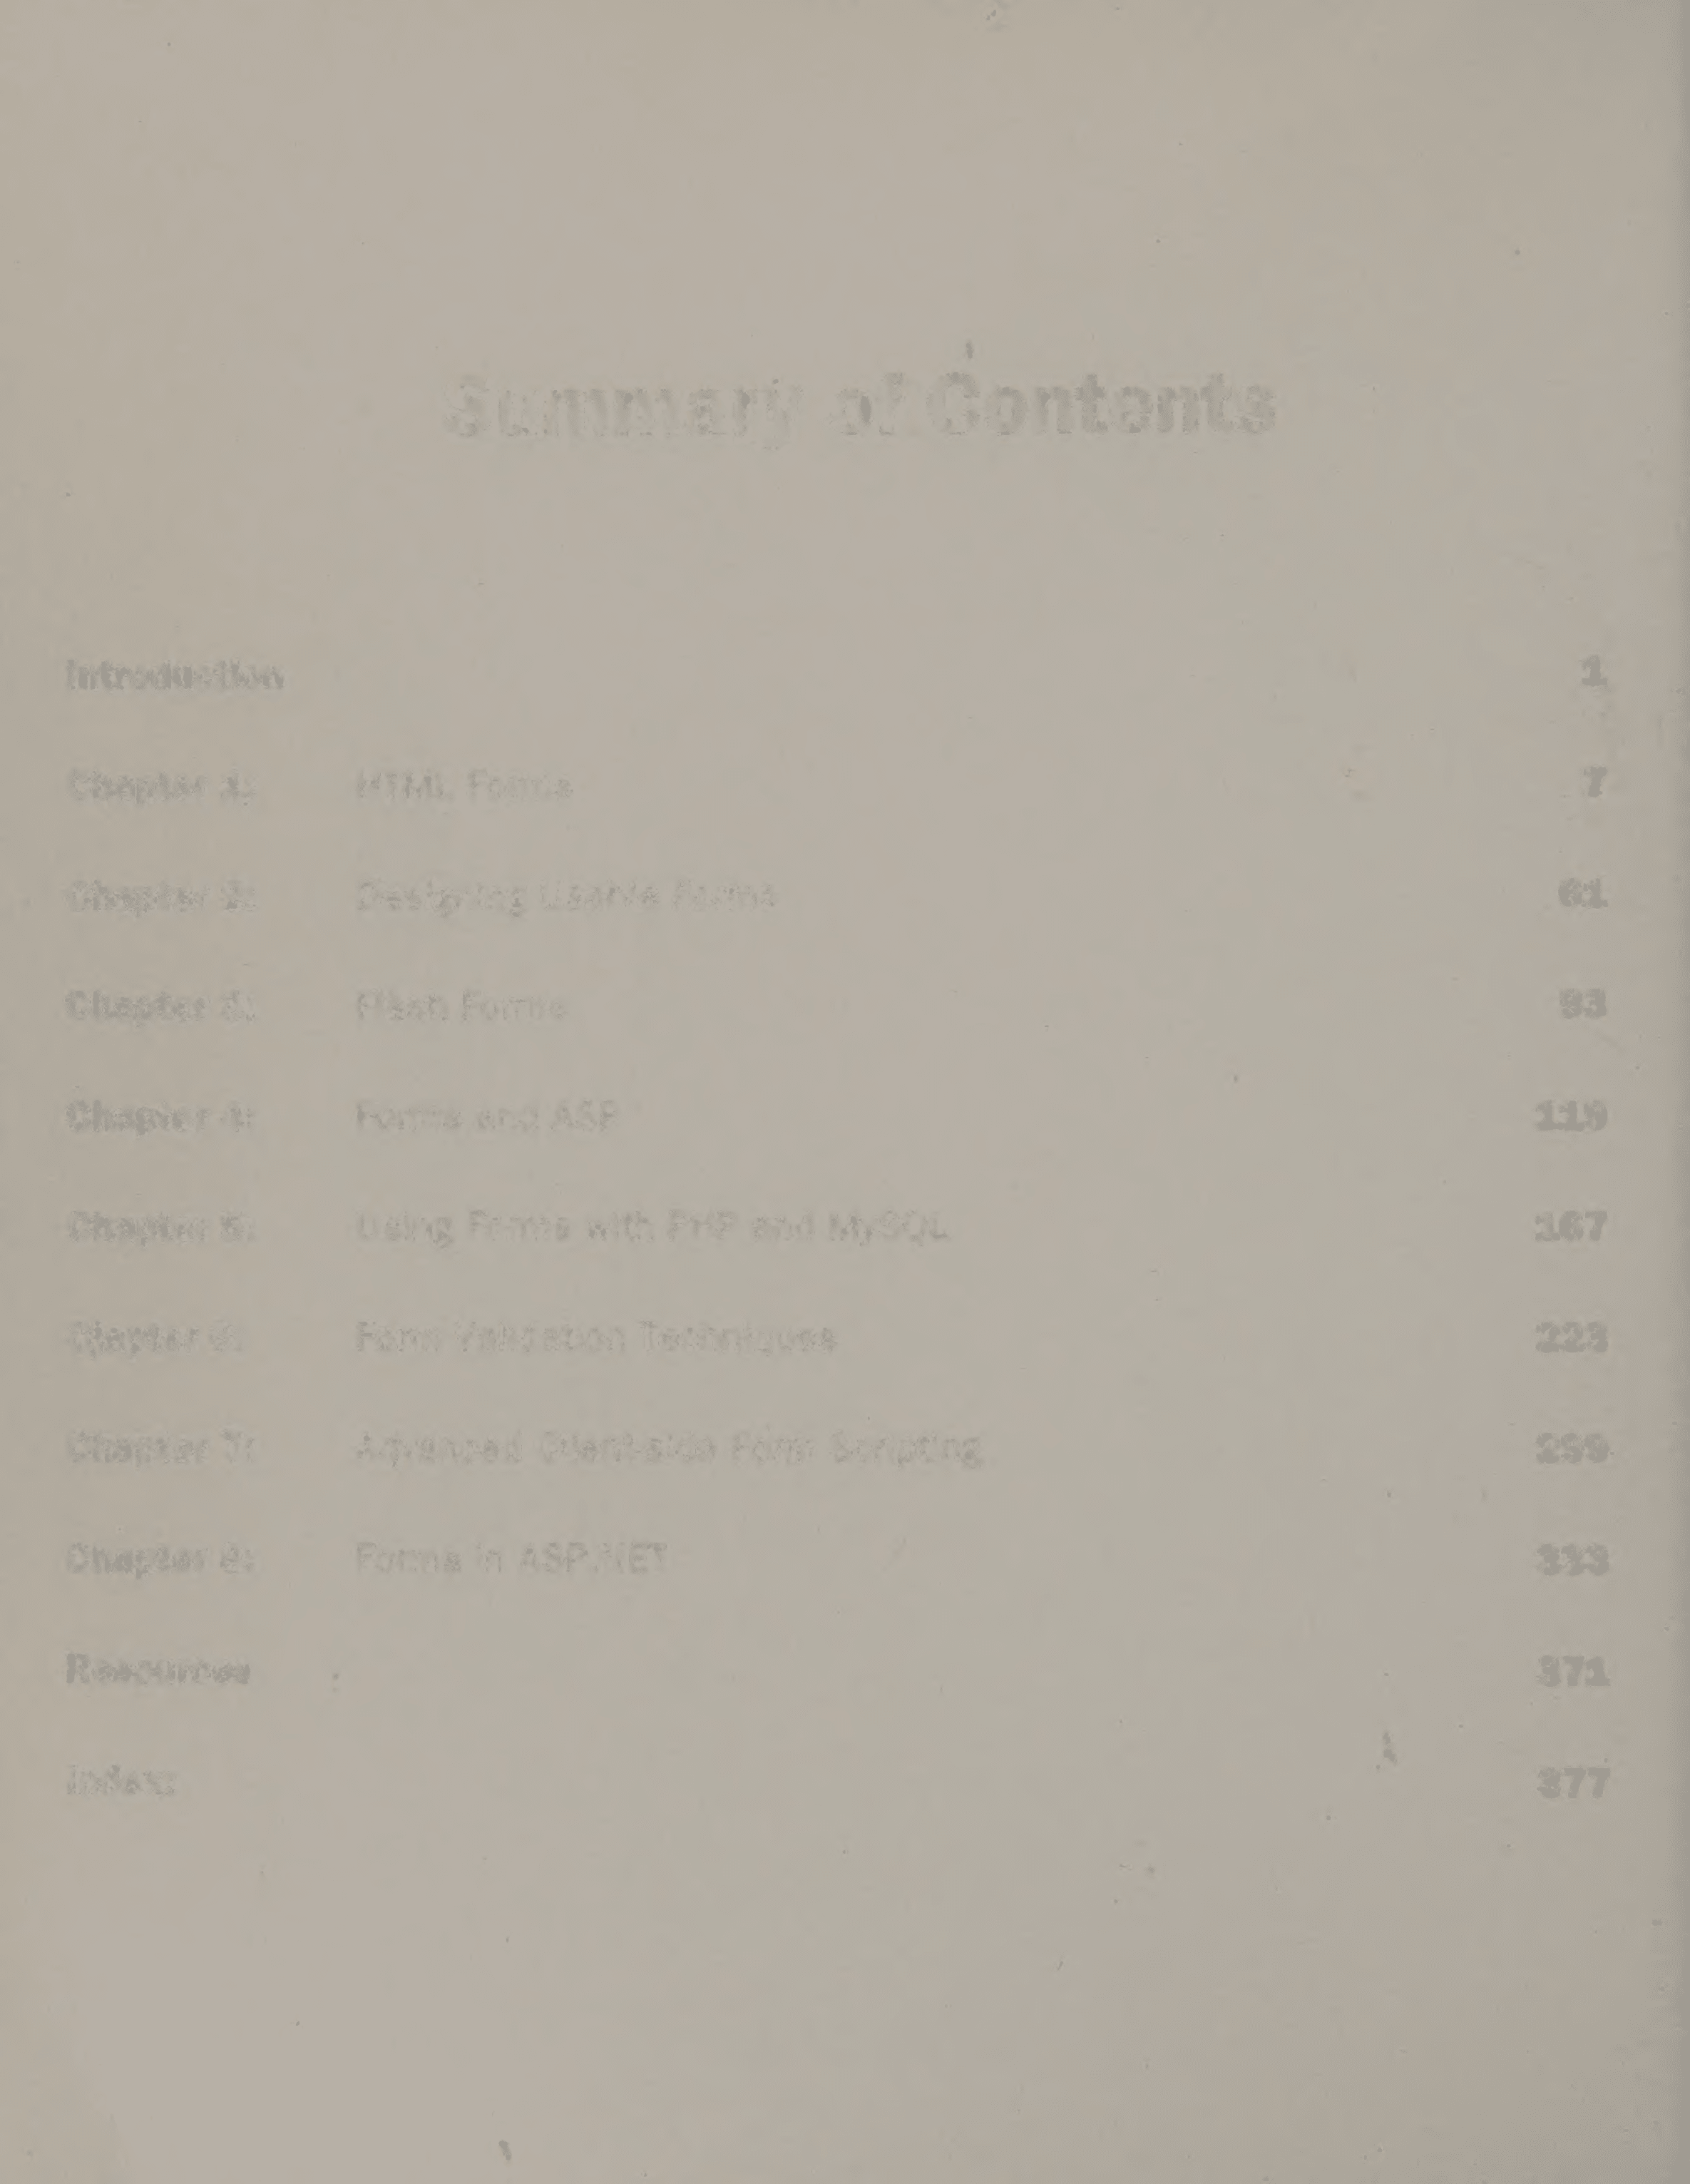 Summary of Contents
Introduction 1
Chapter 1: HTML Forms 7
Chapter 2: Designing Usable Forms 61
Chapter 3: Flash Forms 93
Chapter 4: Forms and ASP 119
Chapter 5: Using Forms with PHP and MySQL 167
Chapter 6: Form Validation Techniques 223
Chapter 7: Advanced Client-side Form Scripting 299
Chapter 8: Forms in ASP.NET 333
Resources 371
Index 377